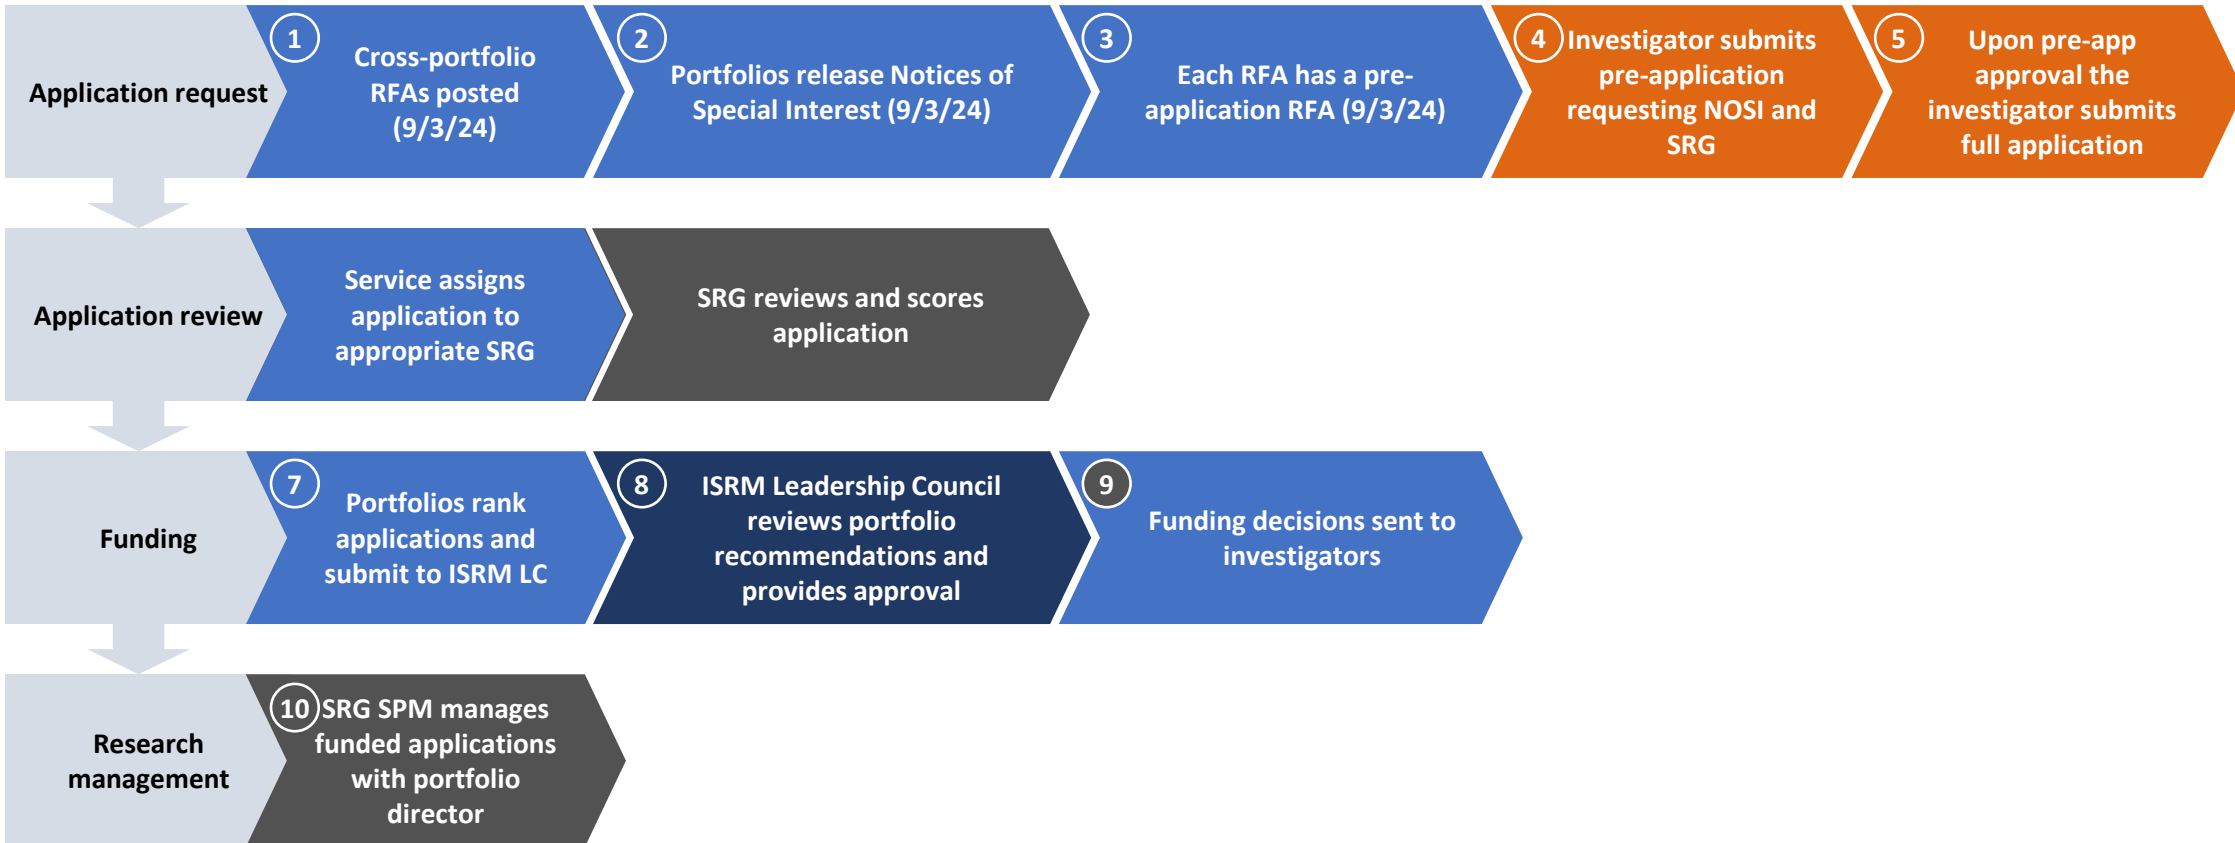 Application request
1
Cross-portfolio
RFAs posted
(9/3/24)
2
Portfolios release Notices of
Special Interest (9/3/24)
3
Each RFA has a pre-
application RFA (9/3/24)
4
Investigator submits
pre-application
requesting NOSI and
SRG
5
Upon pre-app
approval the
investigator submits
full application
Application review
Service assigns
application to
appropriate SRG
SRG reviews and scores
application
Funding
7
Portfolios rank
applications and
submit to ISRM LC
8
ISRM Leadership Council
reviews portfolio
recommendations and
provides approval
9
Funding decisions sent to
investigators
Research
management
10
SRG SPM manages
funded applications
with portfolio
director